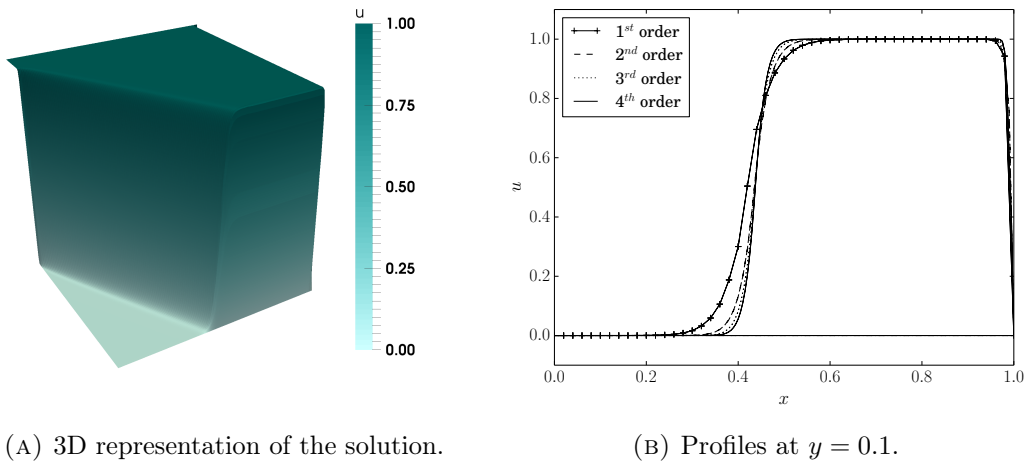 u
1.00
0.75
0.50
0.25
0.00
1st order
2nd order
3rd order
4th order
1.0
0.8
0.6
0.4
0.2
0.0
u
0.0 0.2 0.4 0.6 0.8 1.0
x
(A) 3D representation of the solution.
(B) Profiles at y = 0.1.